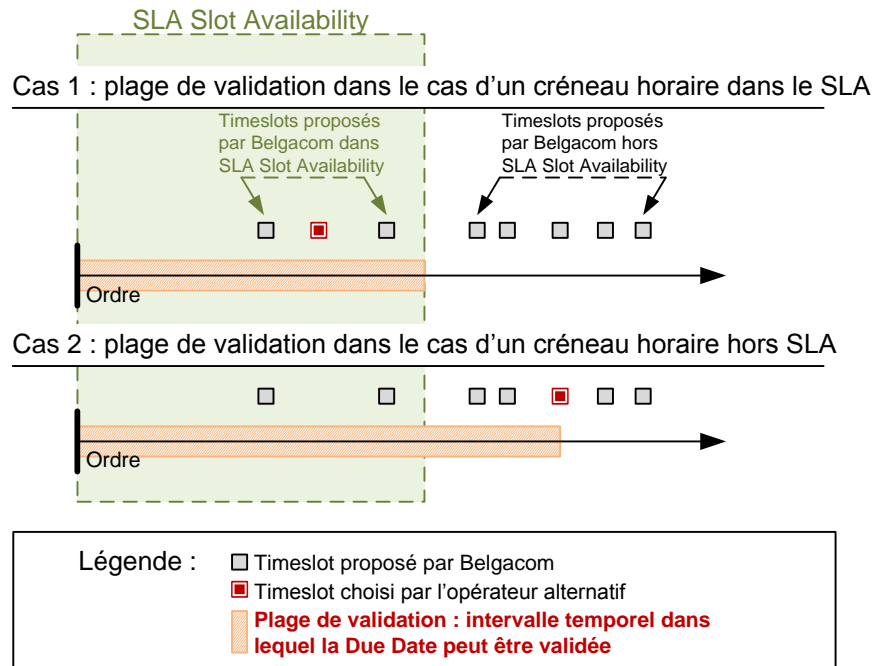 SLA Slot Availability
Cas 1 : plage de validation dans le cas d’un créneau horaire dans le SLA
Timeslots proposés
par Belgacom dans
SLA Slot Availability
Timeslots proposés
par Belgacom hors
SLA Slot Availability
Ordre
Cas 2 : plage de validation dans le cas d’un créneau horaire hors SLA
Ordre
Légende :
Timeslot proposé par Belgacom
Timeslot choisi par l’opérateur alternatif
Plage de validation : intervalle temporel dans
lequel la Due Date peut être validée